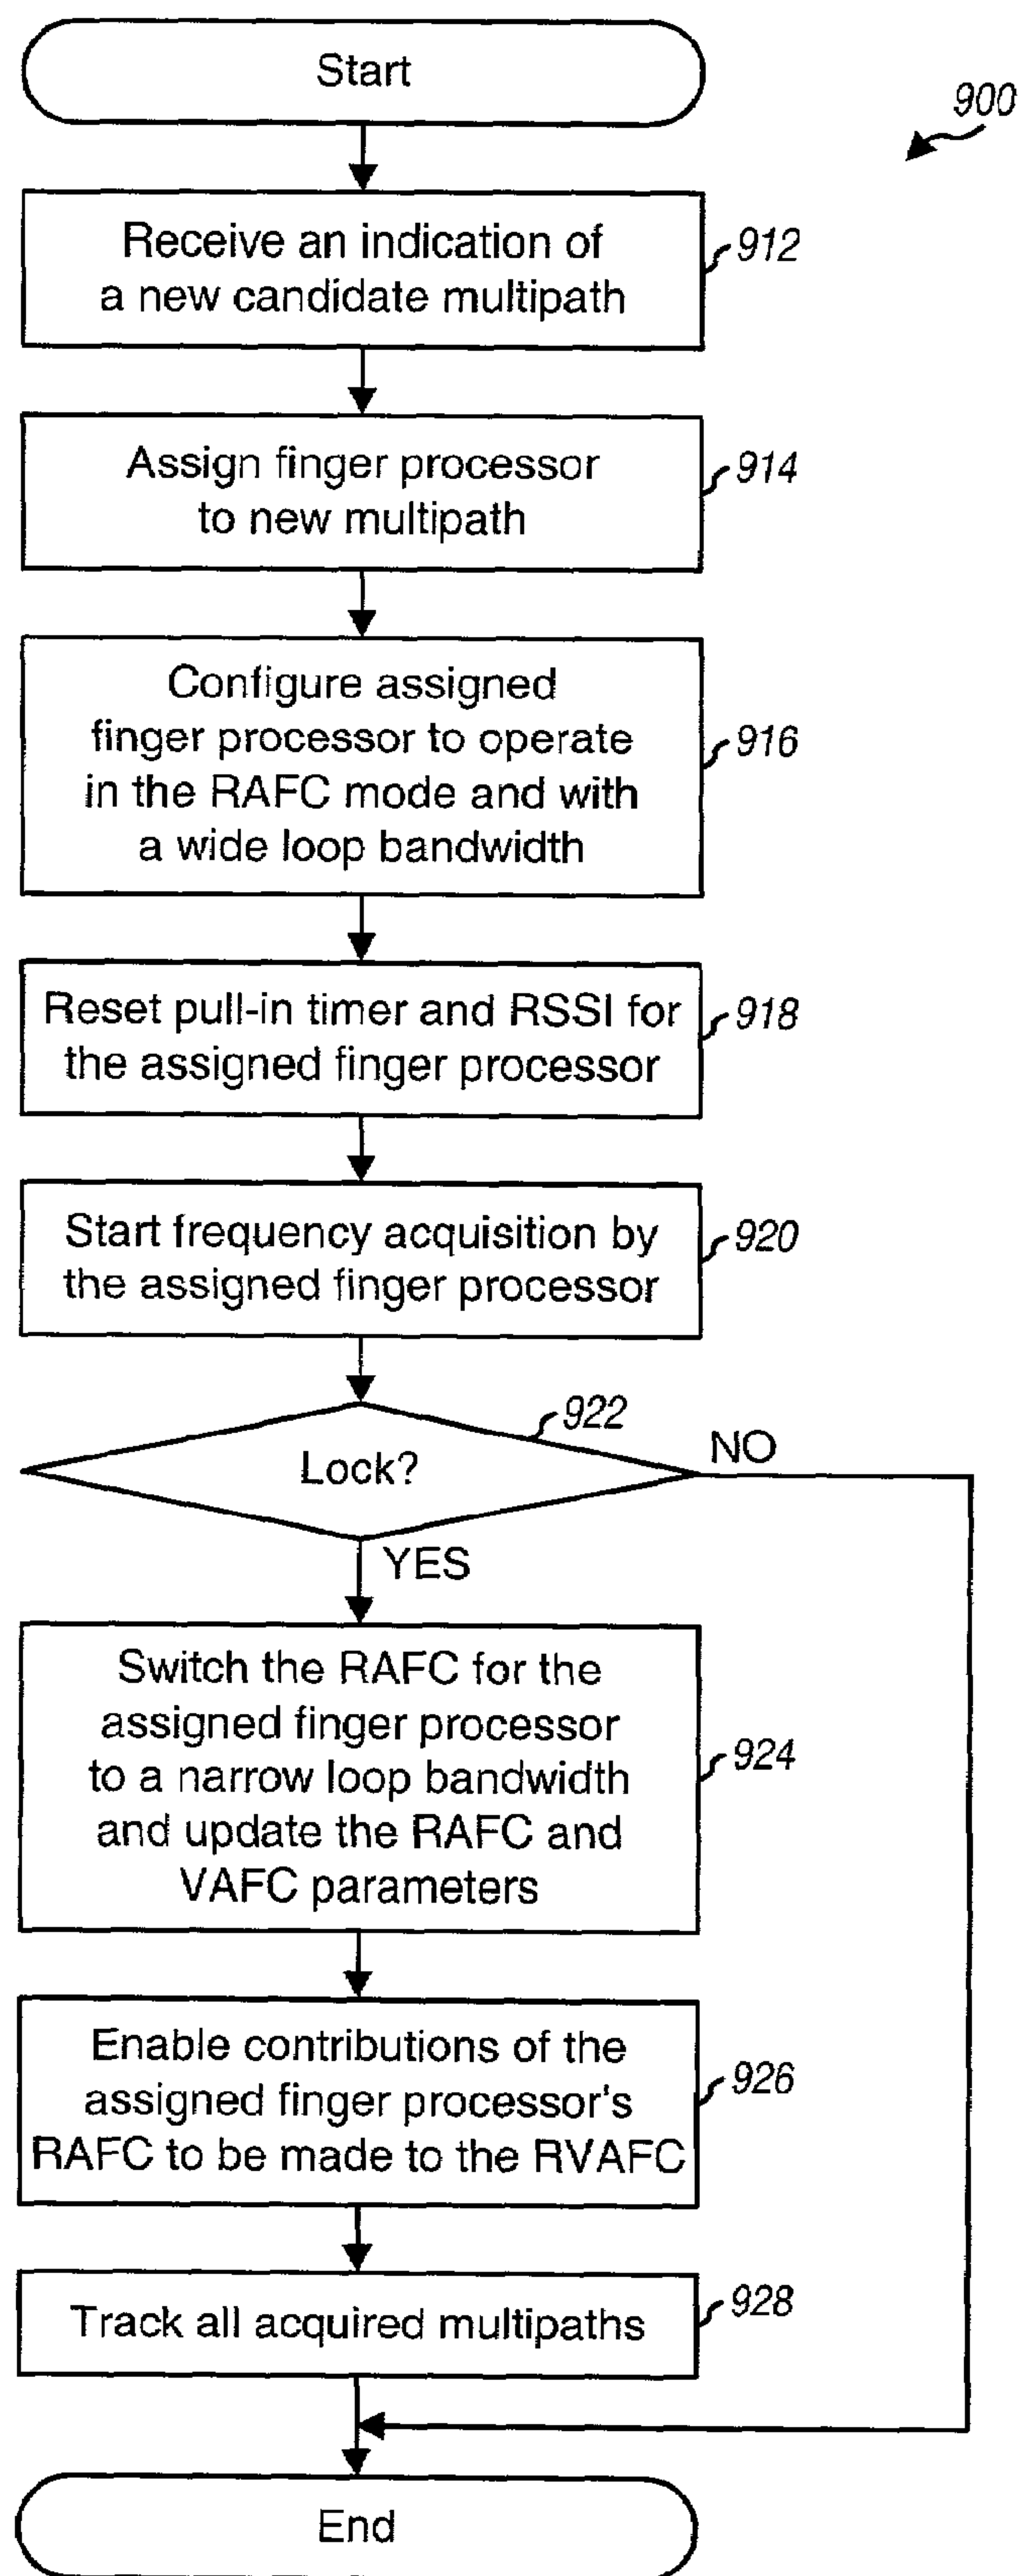 Start
900
Receive an indication of
a new candidate multipath
912
Assign finger processor
to new multipath
914
Configure assigned
finger processor to operate
in the RAFC mode and with
a wide loop bandwidth
916
Reset pull-in timer and RSSI for
the assigned finger processor
918
Start frequency acquisition by
the assigned finger processor
920
922
Lock?
NO
YES
Switch the RAFC for the
assigned finger processor
to a narrow loop bandwidth
and update the RAFC and
VAFC parameters
924
Enable contributions of the
assigned finger processor's
RAFC to be made to the RVAFC
926
Track all acquired multipaths
928
End